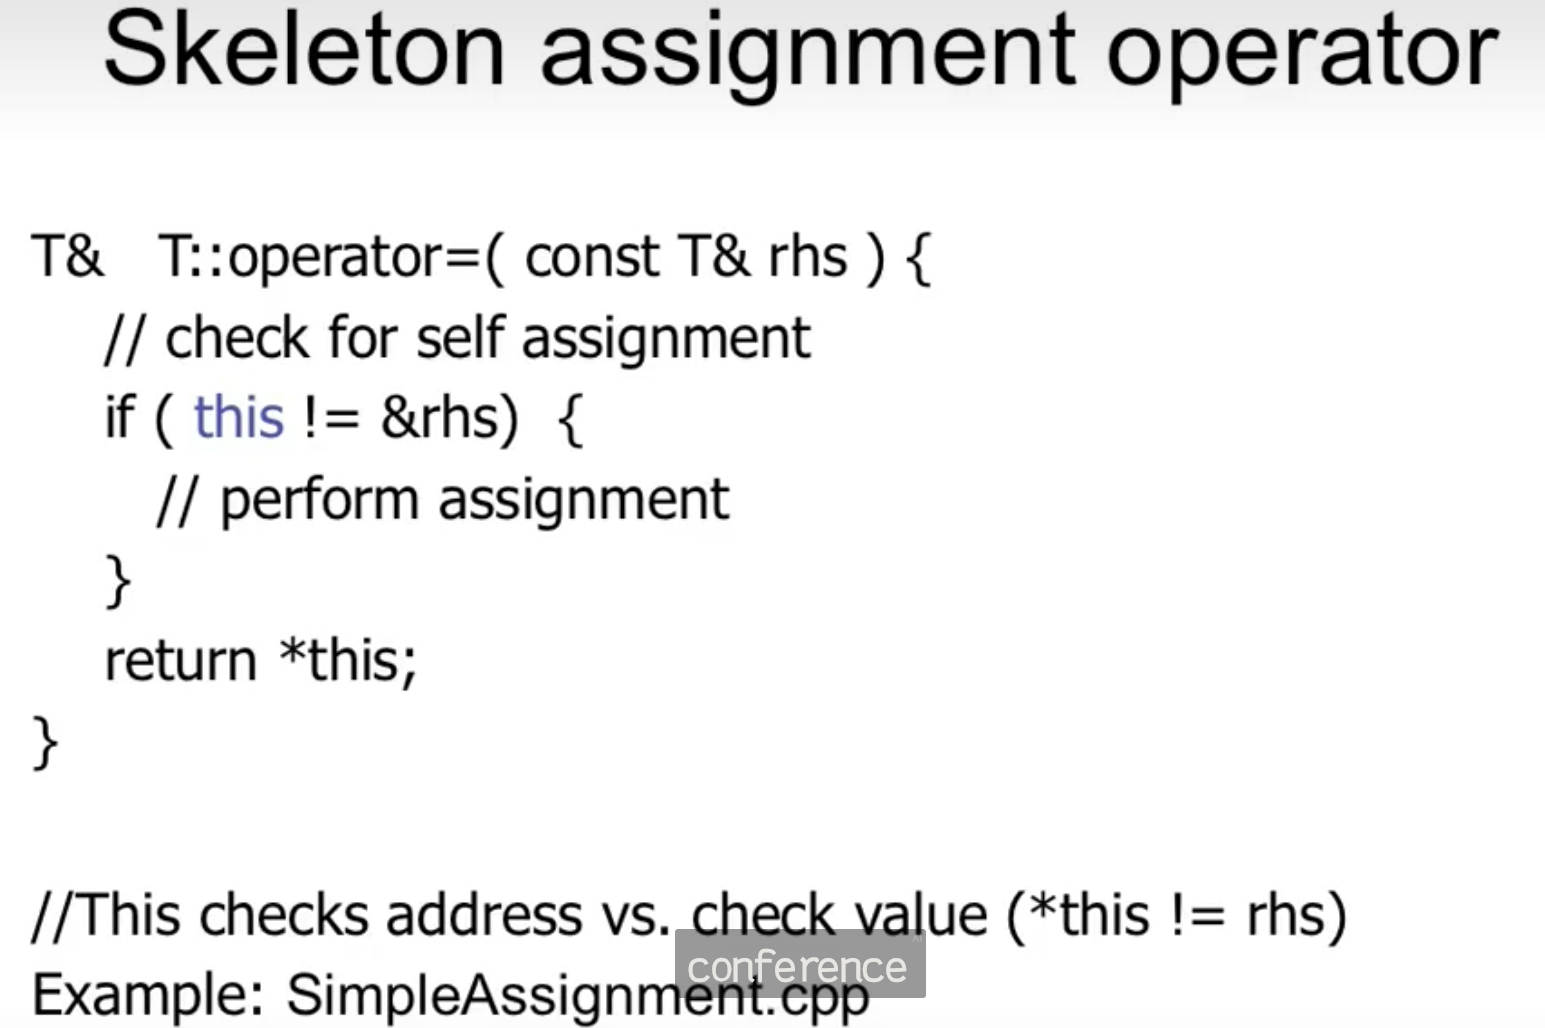 Skeleton assignment operator
T& T::operator=( const T& rhs ) {
// check for self assignment
if ( this != &rhs) {
// perform assignment
}
return *this;
}
//This checks address vs. check value (*this != rhs)
conference
Example: SimpleAssignment.cpp